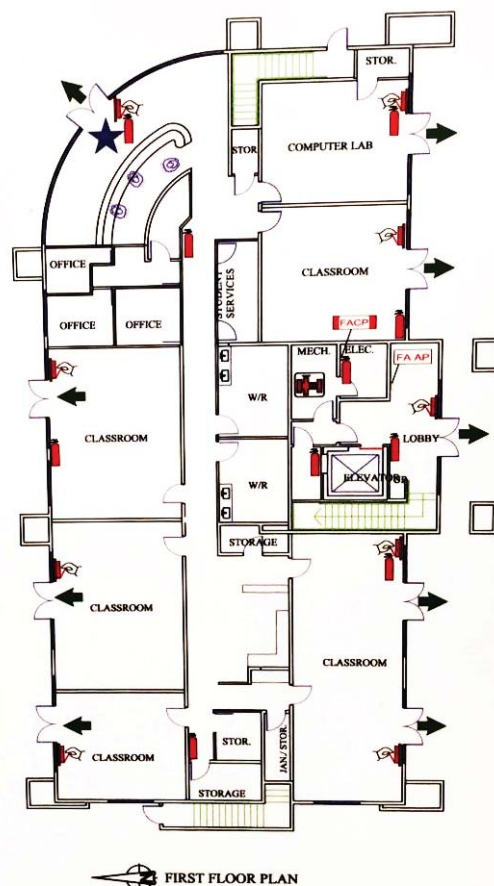 STOR.
STOR
COMPUTER LAB
OFFICE
STUDENT
SERVICES
CLASSROOM
OFFICE
OFFICE
FACP
MECH.
ELEC.
FA AP
W/R
CLASSROOM
LOBBY
ELEVATOR
UP
W/R
STORAGE
CLASSROOM
CLASSROOM
STOR.
JAN./ STOR.
CLASSROOM
STORAGE
N
FIRST FLOOR PLAN